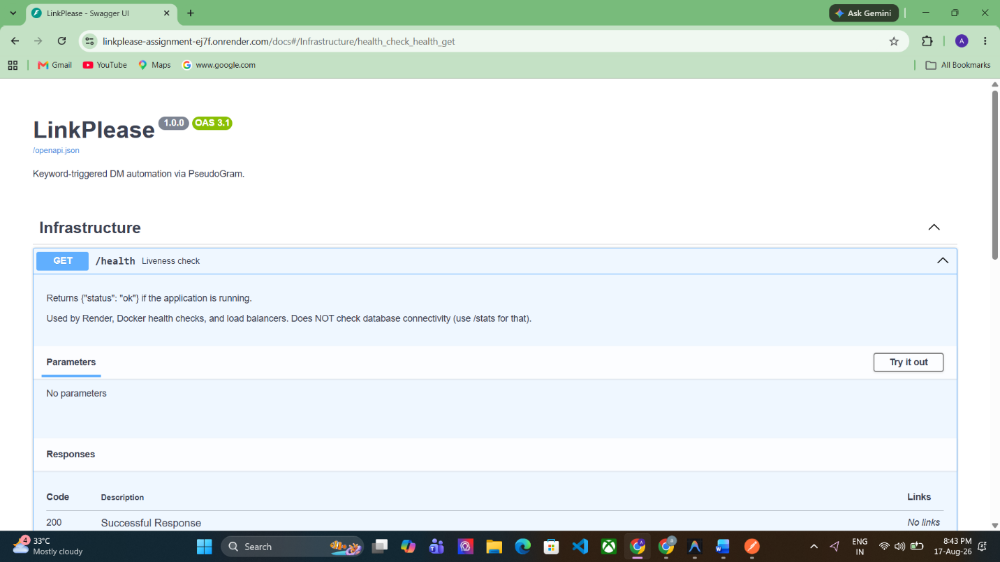 LinkPlease - Swagger UI
Ask Gemini
linkplease-assignment-ej7f.onrender.com/docs#/Infrastructure/health_check_health_get
A
Gmail
YouTube
Maps
www.google.com
All Bookmarks
LinkPlease 1.0.0 OAS 3.1
/openapi.json
Keyword-triggered DM automation via PseudoGram.
Infrastructure
GET /health Liveness check
Returns {"status": "ok"} if the application is running.
Used by Render, Docker health checks, and load balancers. Does NOT check database connectivity (use /stats for that).
Parameters
Try it out
No parameters
Responses
Code Description Links
200 Successful Response No links
4
33°C
Mostly cloudy
Search
ENG
IN
8:43 PM
17-Aug-26